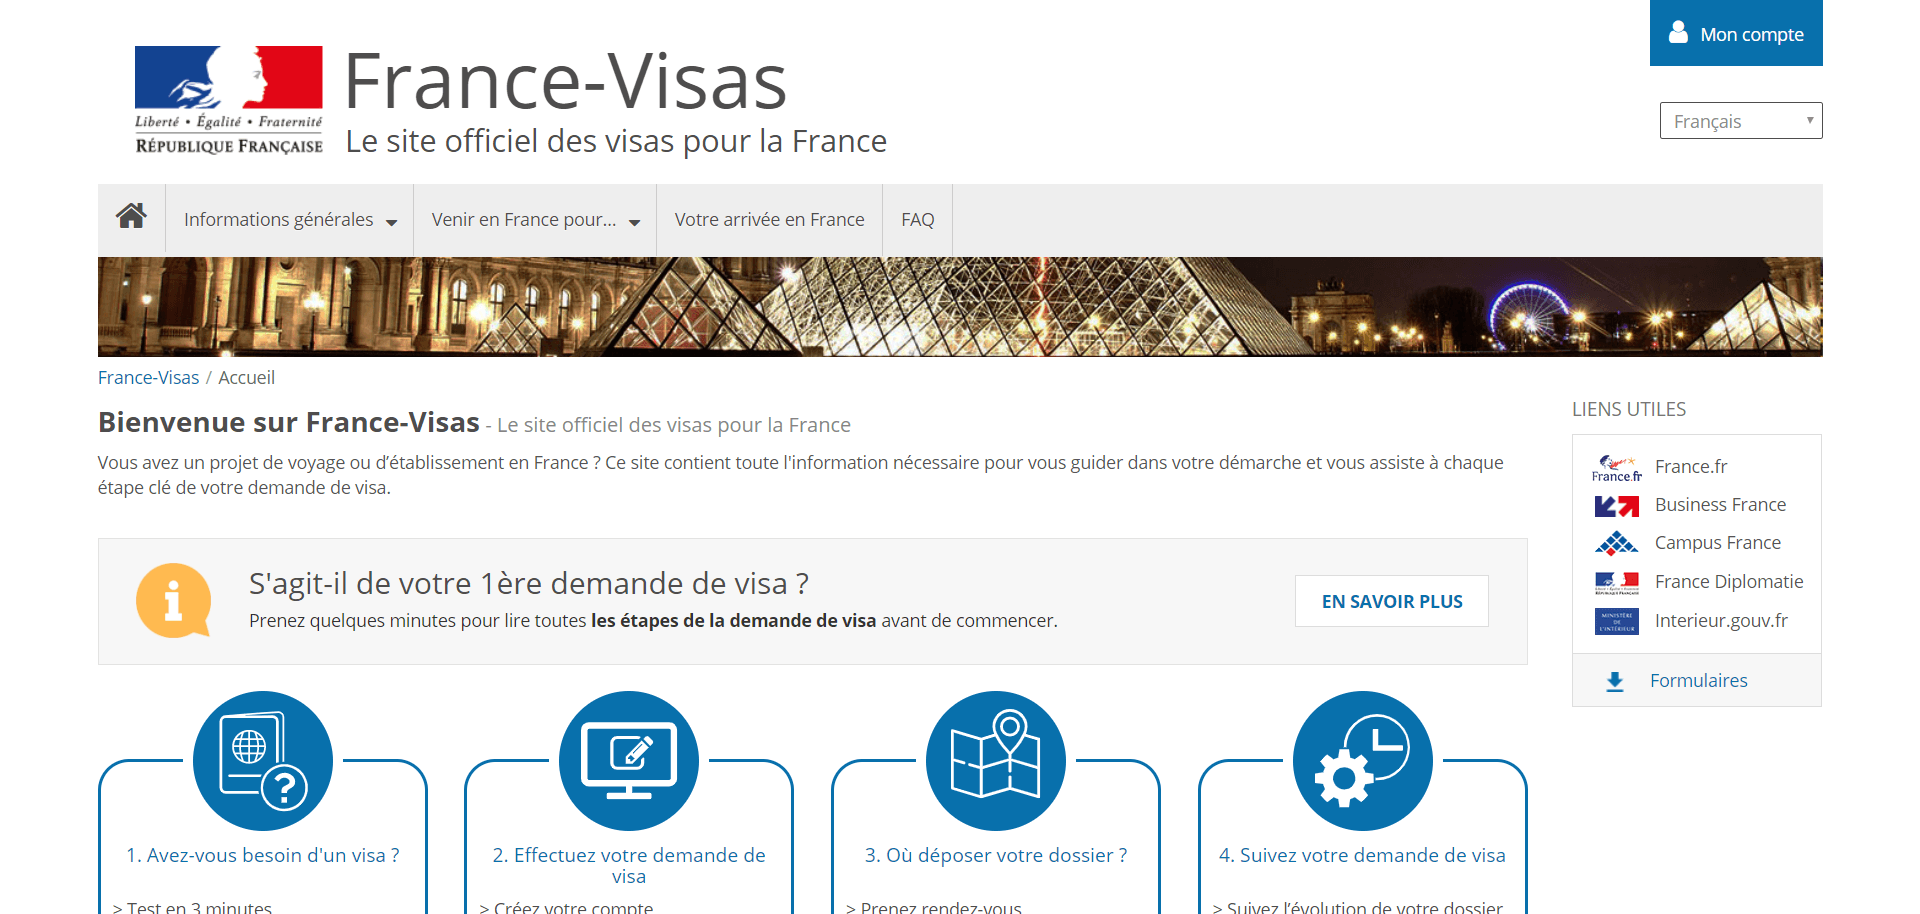 Mon compte
Liberté • Égalité • Fraternité
RÉPUBLIQUE FRANÇAISE
France-Visas
Le site officiel des visas pour la France
Français
Informations générales
Venir en France pour...
Votre arrivée en France
FAQ
France-Visas / Accueil
Bienvenue sur France-Visas - Le site officiel des visas pour la France
Vous avez un projet de voyage ou d’établissement en France ? Ce site contient toute l'information nécessaire pour vous guider dans votre démarche et vous assiste à chaque
étape clé de votre demande de visa.
S'agit-il de votre 1ère demande de visa ?
Prenez quelques minutes pour lire toutes les étapes de la demande de visa avant de commencer.
EN SAVOIR PLUS
1. Avez-vous besoin d'un visa ?
> Test en 3 minutes
2. Effectuez votre demande de
visa
> Créez votre compte
3. Où déposer votre dossier ?
> Prenez rendez-vous
4. Suivez votre demande de visa
> Suivez l’évolution de votre dossier
LIENS UTILES
France.fr
France.fr
Business France
Campus France
France Diplomatie
MINISTÈRE
DE
L'INTÉRIEUR
Interieur.gouv.fr
Formulaires